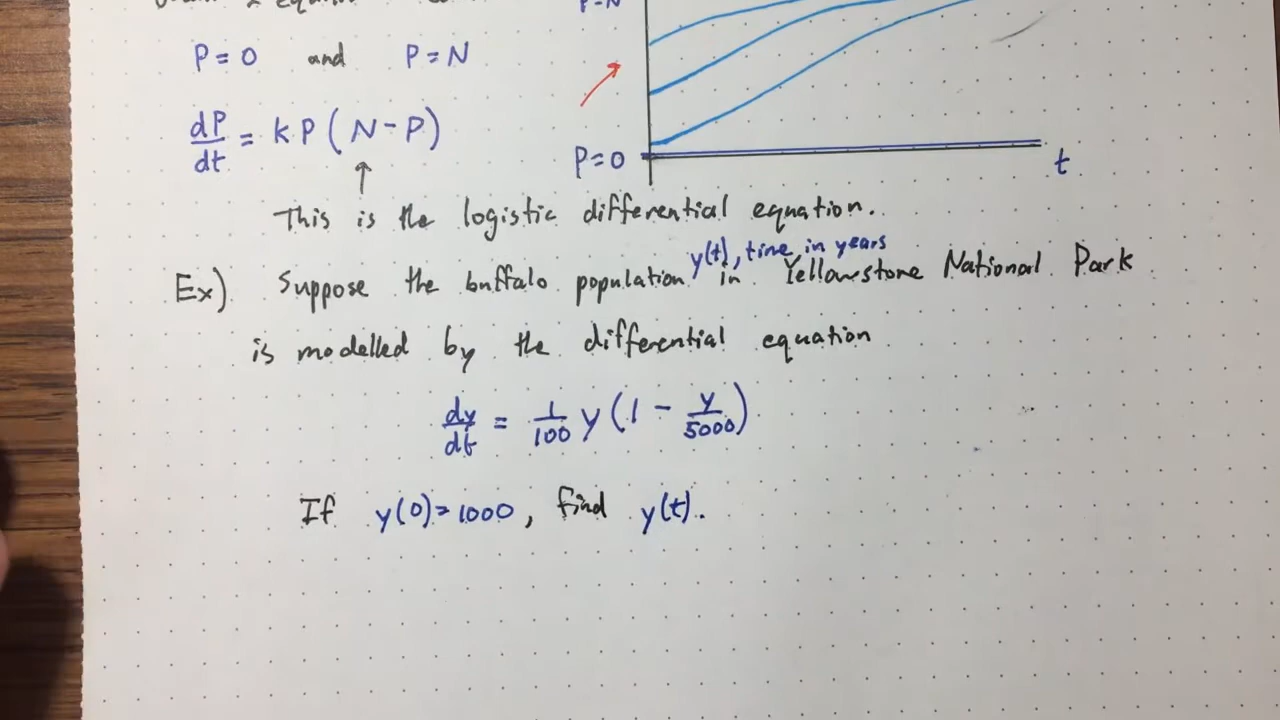 P=N
P = 0 and P = N
dP/dt = kP(N-P)
P=0
t
↑
This is the logistic differential equation.
y(t), time in years
Ex) Suppose the buffalo population in Yellowstone National Park
is modelled by the differential equation
dy/dt = 1/100 y(1 - y/5000)
If y(0)=1000, find y(t).